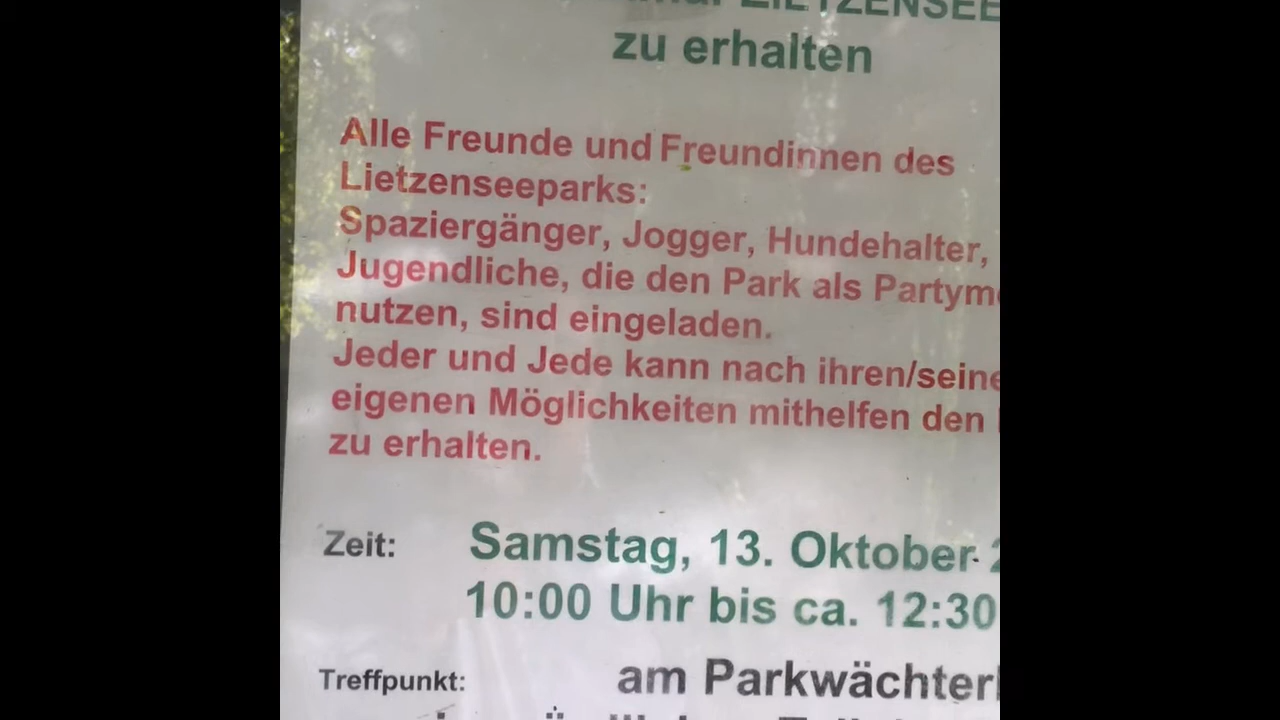 LIETZENSEE
zu erhalten
Alle Freunde und Freundinnen des
Lietzenseeparks:
Spaziergänger, Jogger, Hundehalter,
Jugendliche, die den Park als
nutzen, sind eingeladen.
Jeder und Jede kann nach ihren/seine
eigenen Möglichkeiten mithelfen den
zu erhalten.
Zeit: Samstag, 13. Oktober
10:00 Uhr bis ca. 12:30
Treffpunkt: am